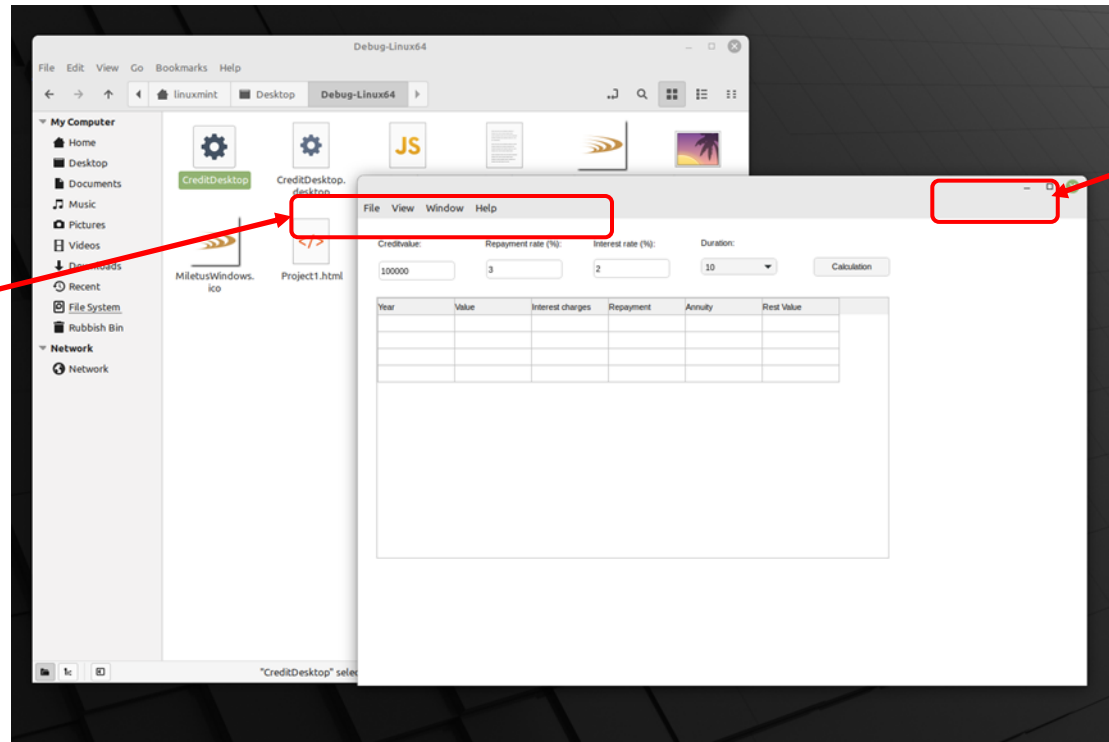 Debug-Linux64
File Edit View Go Bookmarks Help
linuxmint Desktop Debug-Linux64
My Computer
Home
Desktop
Documents
Music
Pictures
Videos
Downloads
Recent
File System
Rubbish Bin
Network
Network
JS
CreditDesktop
CreditDesktop.
desktop
</>
MiletusWindows.
ico
Project1.html
"CreditDesktop" selec
File View Window Help
Creditvalue: Repayment rate (%): Interest rate (%): Duration:
100000 3 2 10 Calculation
Year Value Interest charges Repayment Annuity Rest Value